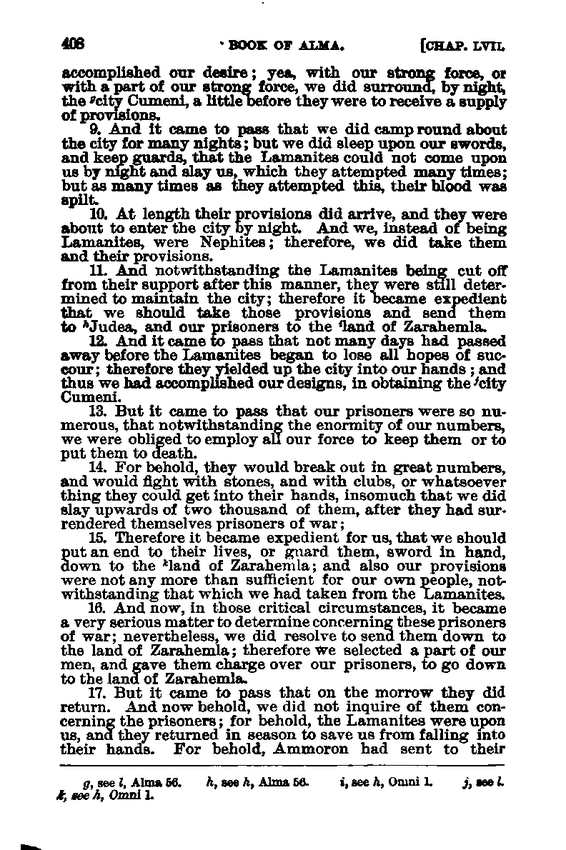 408 BOOK OF ALMA. [CHAP. LVII.
accomplished our desire; yea, with our strong force, or
with a part of our strong force, we did surround, by night,
the gcity Cumeni, a little before they were to receive a supply
of provisions.
9. And it came to pass that we did camp round about
the city for many nights; but we did sleep upon our swords,
and keep guards, that the Lamanites could not come upon
us by night and slay us, which they attempted many times;
but as many times as they attempted this, their blood was
spilt.
10. At length their provisions did arrive, and they were
about to enter the city by night. And we, instead of being
Lamanites, were Nephites; therefore, we did take them
and their provisions.
11. And notwithstanding the Lamanites being cut off
from their support after this manner, they were still deter-
mined to maintain the city; therefore it became expedient
that we should take those provisions and send them
to hJudea, and our prisoners to the iland of Zarahemla.
12. And it came to pass that not many days had passed
away before the Lamanites began to lose all hopes of suc-
cour; therefore they yielded up the city into our hands; and
thus we had accomplished our designs, in obtaining the jcity
Cumeni.
13. But it came to pass that our prisoners were so nu-
merous, that notwithstanding the enormity of our numbers,
we were obliged to employ all our force to keep them or to
put them to death.
14. For behold, they would break out in great numbers,
and would fight with stones, and with clubs, or whatsoever
thing they could get into their hands, insomuch that we did
slay upwards of two thousand of them, after they had sur-
rendered themselves prisoners of war;
15. Therefore it became expedient for us, that we should
put an end to their lives, or guard them, sword in hand,
down to the kland of Zarahemla; and also our provisions
were not any more than sufficient for our own people, not-
withstanding that which we had taken from the Lamanites.
16. And now, in those critical circumstances, it became
a very serious matter to determine concerning these prisoners
of war; nevertheless, we did resolve to send them down to
the land of Zarahemla; therefore we selected a part of our
men, and gave them charge over our prisoners, to go down
to the land of Zarahemla.
17. But it came to pass that on the morrow they did
return. And now behold, we did not inquire of them con-
cerning the prisoners; for behold, the Lamanites were upon
us, and they returned in season to save us from falling into
their hands. For behold, Ammoron had sent to their
g, see l, Alma 56. h, see h, Alma 56. i, see h, Omni 1. j, see l.
k, see h, Omni 1.